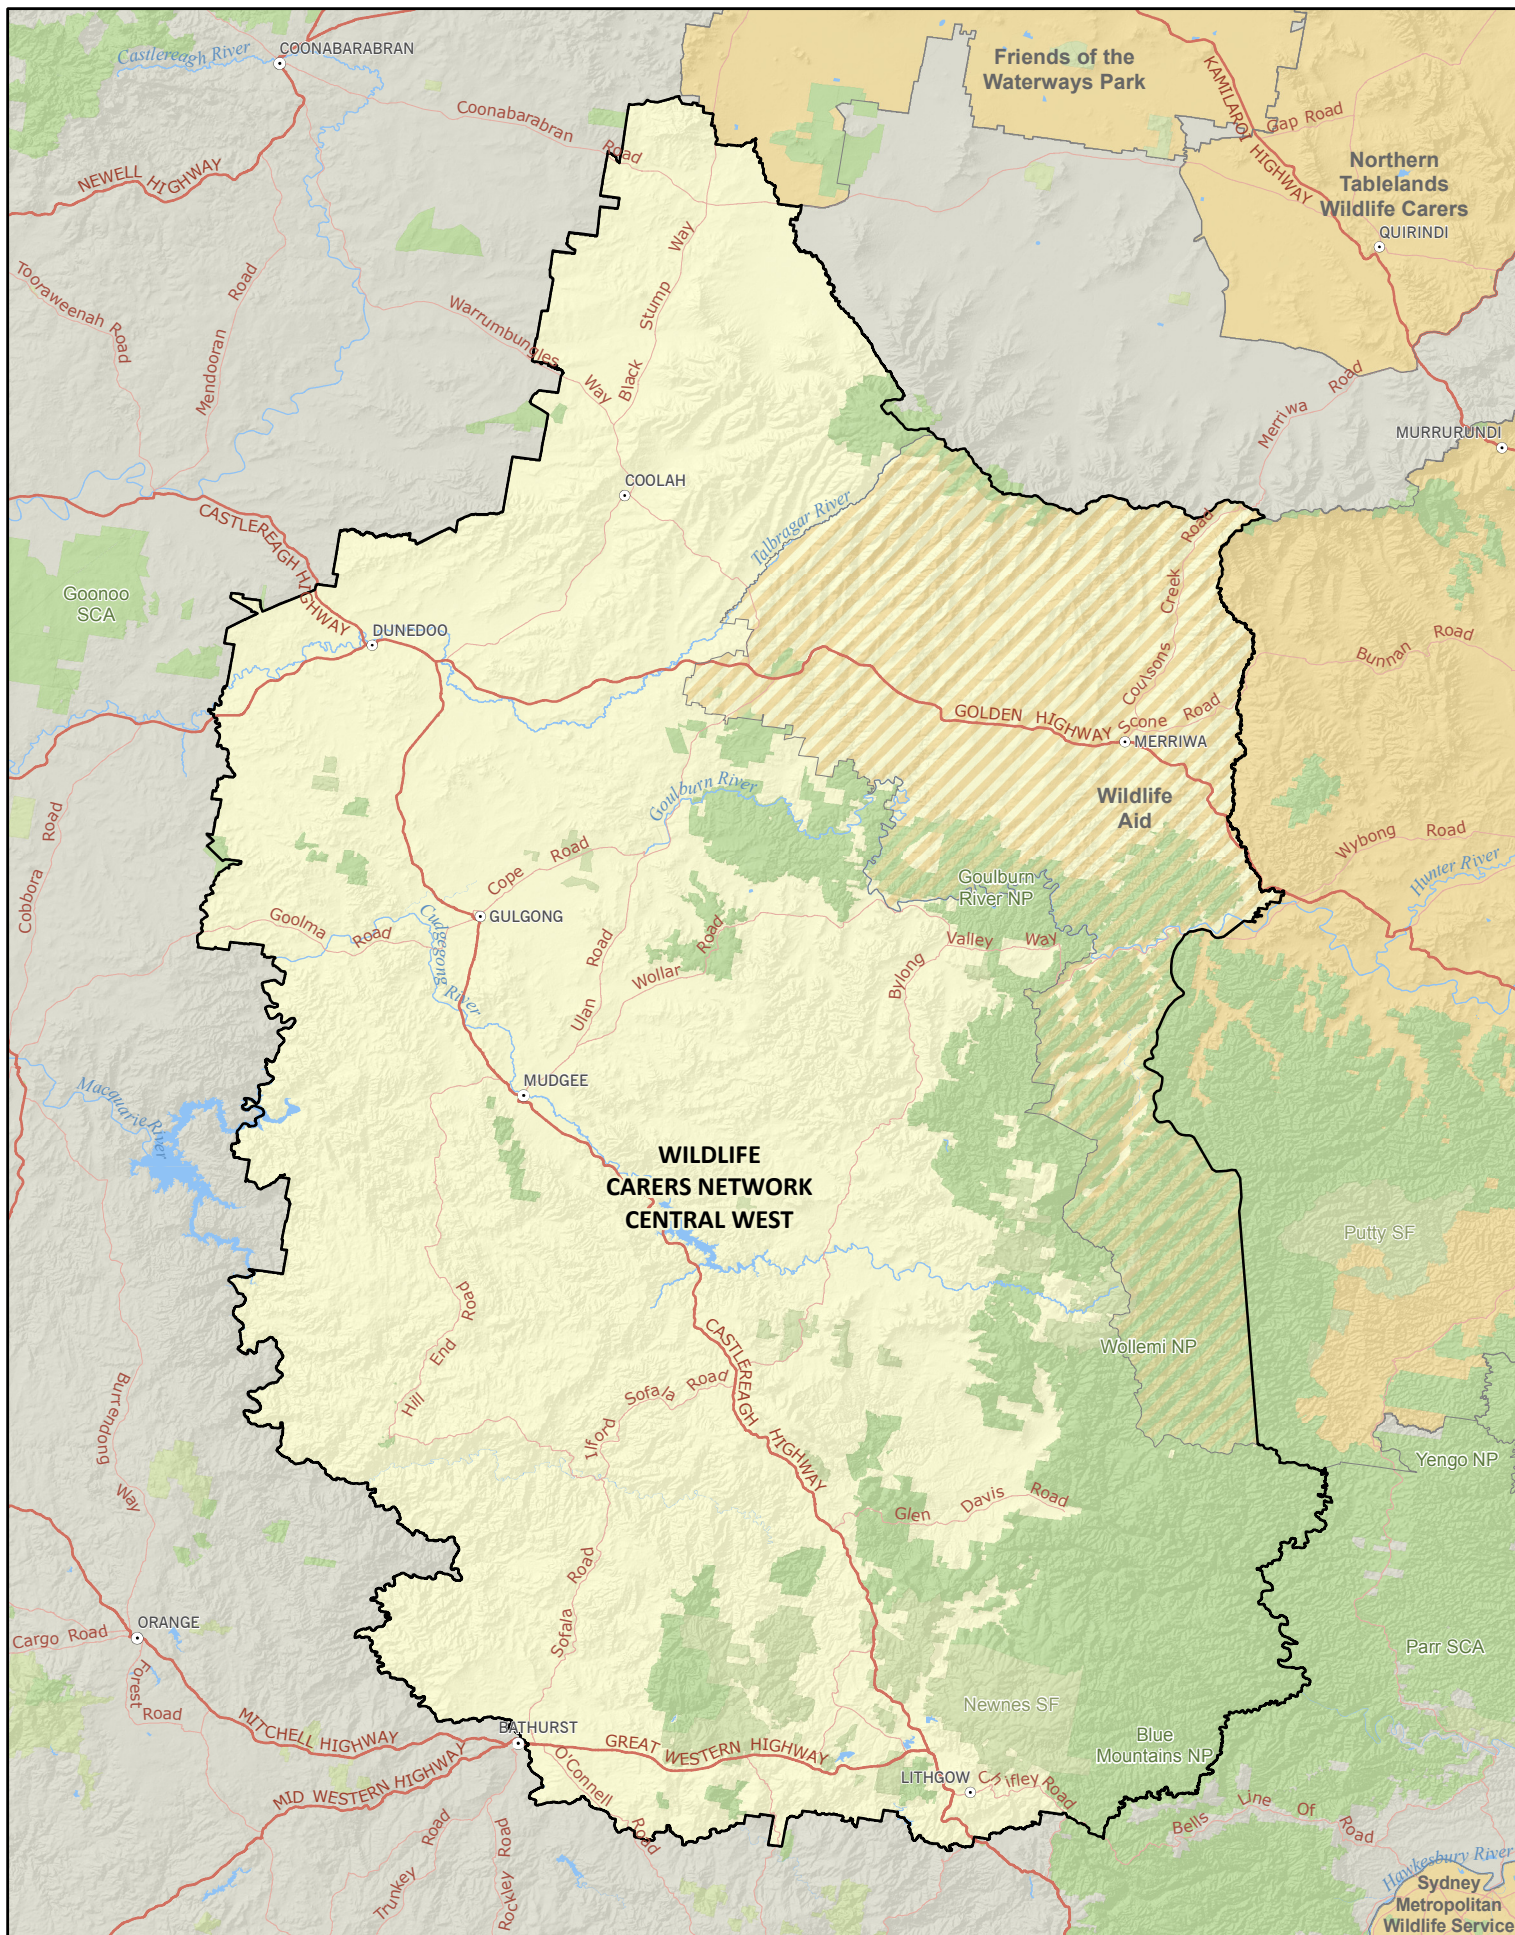 COONABARABRAN
Castlereagh River
Friends of the
Waterways Park
KAMILAROI HIGHWAY
Gap Road
Coonabarabran Road
NEWELL HIGHWAY
Northern
Tablelands
Wildlife Carers
QUIRINDI
Tooraweenah Road
Mendooran Road
Black Stump Way
Warrumbungles Way
Merriwa Road
MURRURUNDI
COOLAH
Talbragar River
CASTLEREAGH HIGHWAY
Goonoo
SCA
DUNEDOO
Coulsons Creek Road
Bunnan Road
GOLDEN HIGHWAY
Scone Road
MERRIWA
Goulburn River
Wildlife
Aid
Cobbora Road
Wybong Road
Hunter River
Cope Road
Goulburn
River NP
GULGONG
Goolma Road
Cudgegong River
Ulan Road
Wollar Road
Bylong Valley Way
MUDGEE
Macquarie River
WILDLIFE
CARERS NETWORK
CENTRAL WEST
Putty SF
Hill End Road
CASTLEREAGH HIGHWAY
Wollemi NP
Ilford Sofala Road
Burrendong Way
Yengo NP
Glen Davis Road
Sofala Road
ORANGE
Cargo Road
Forest Road
Parr SCA
Newnes SF
Blue
Mountains NP
MITCHELL HIGHWAY
BATHURST
GREAT WESTERN HIGHWAY
MID WESTERN HIGHWAY
O'Connell Road
LITHGOW
Chifley Road
Bells Line Of Road
Trunkey Road
Rockley Road
Hawkesbury River
Sydney
Metropolitan
Wildlife Service